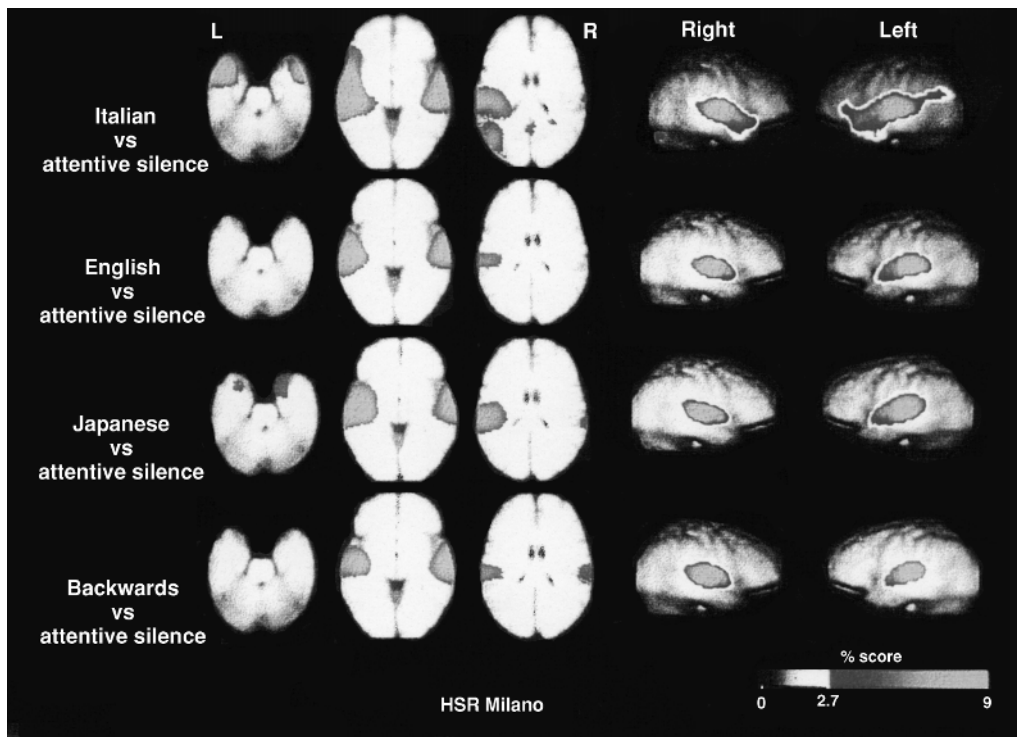 L
R
Right
Left
Italian
vs
attentive silence
English
vs
attentive silence
Japanese
vs
attentive silence
Backwards
vs
attentive silence
% score
0
2.7
9
HSR Milano